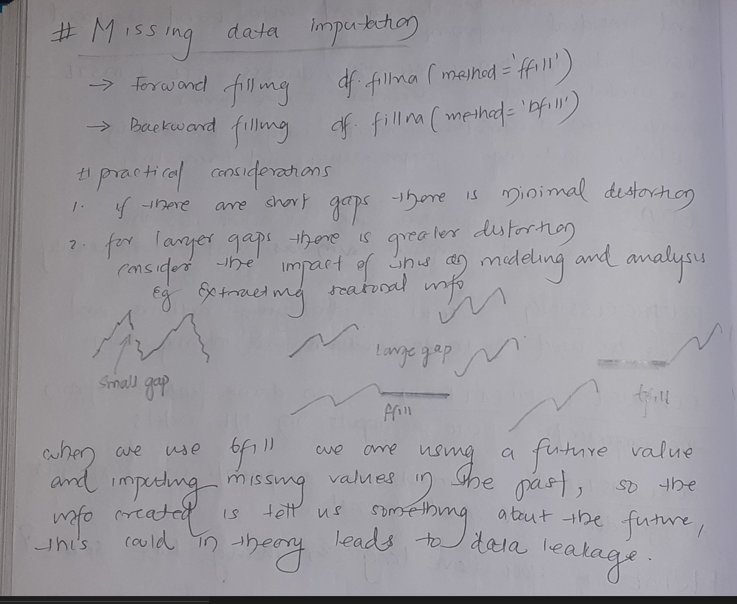 # Missing data imputation
→ Forward filling df.fillna (method='ffill')
→ Backward filling df.fillna (method='bfill')
# practical considerations
1. if there are short gaps there is minimal distortion
2. for larger gaps there is greater distortion
consider the impact of this on modeling and analysis
Eg Extracting seasonal info
small gap
Large gap
ffill
bfill
when we use bfill we are using a future value
and imputing missing values in the past, so the
info created is tell us something about the future,
this could in theory leads to data leakage.